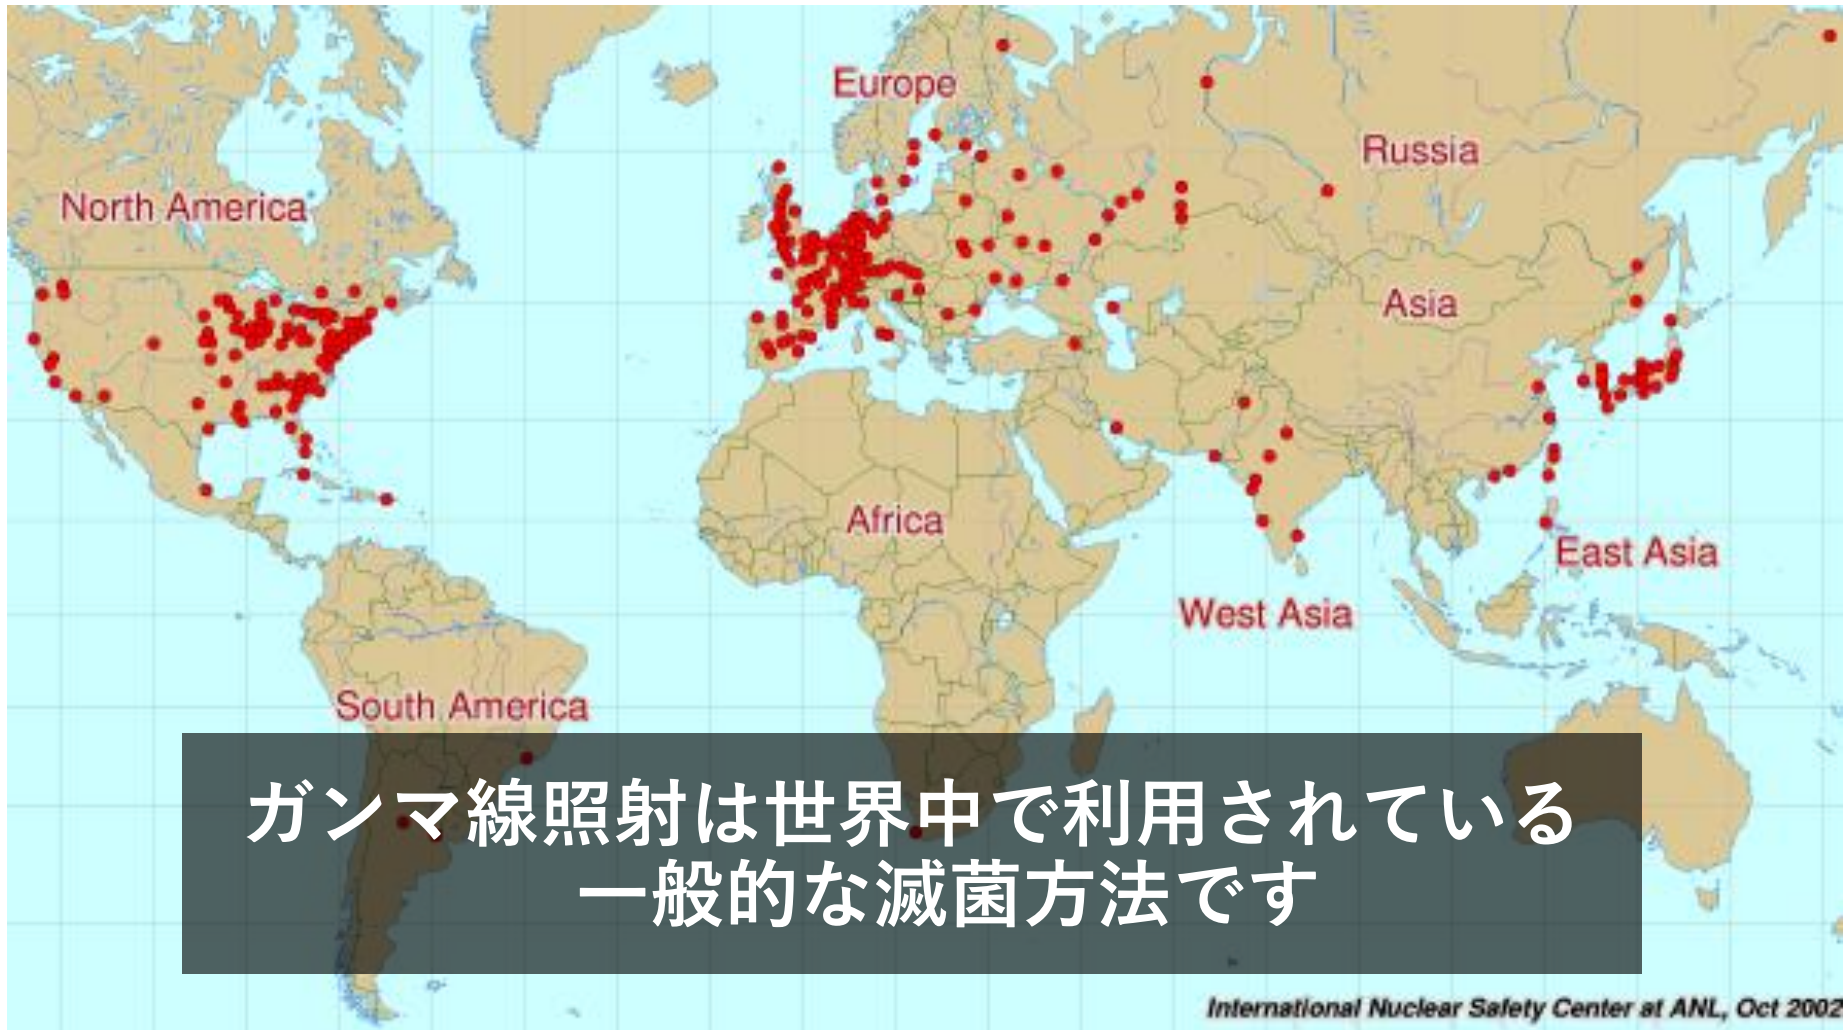 Europe
Russia
North America
Asia
Africa
East Asia
West Asia
South America
ガンマ線照射は世界中で利用されている
一般的な滅菌方法です
International Nuclear Safety Center at ANL, Oct 2002